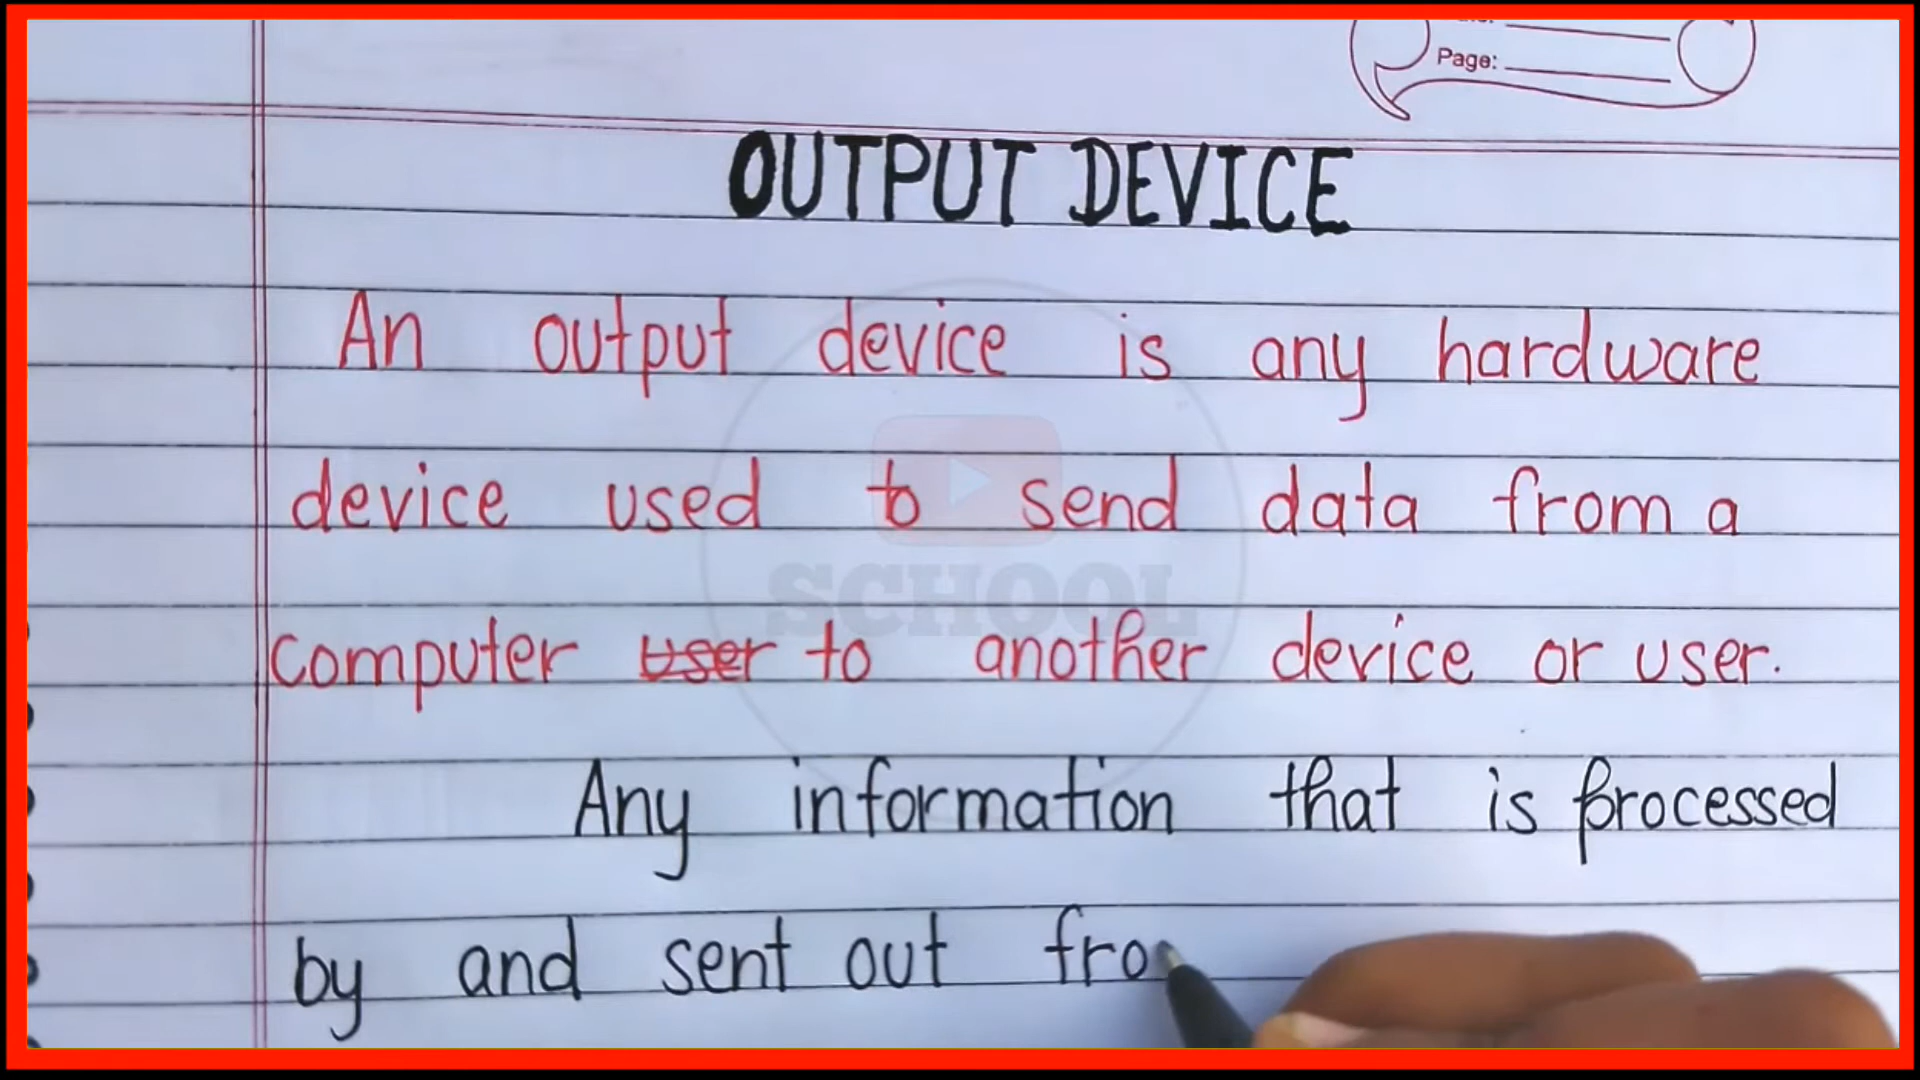 Page:
OUTPUT DEVICE
An output device is any hardware
device used to send data from a
computer user to another device or user.
SCHOOL
Any information that is processed
by and sent out fro